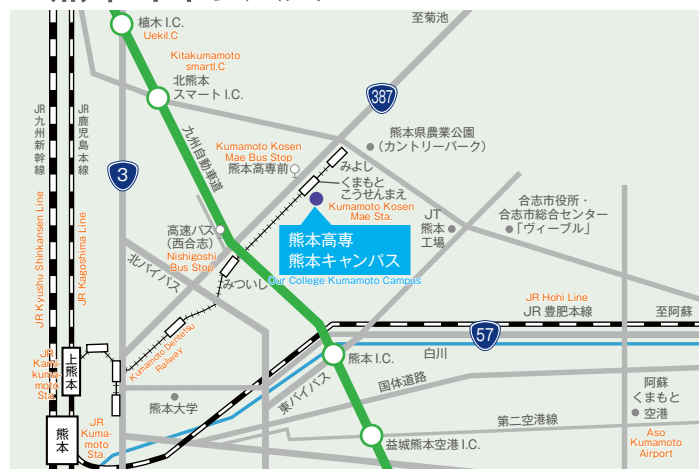 植木 I.C.
UekiI.C
至菊池
Kitakumamoto
smartI.C
北熊本
スマート I.C.
387
JR
九州新幹線
JR
鹿児島本線
九州自動車道
熊本県農業公園
（カントリーパーク）
Kumamoto Kosen
Mae Bus Stop
熊本高専前
みよし
くまもと
こうせんまえ
Kumamoto Kosen
Mae Sta.
3
JR Kyushu Shinkansen Line
JR Kagoshima Line
高速バス
（西合志）
Nishigoshi
Bus Stop
熊本高専
熊本キャンバス
Our College Kumamoto Campus
JT
熊本
工場
合志市役所・
合志市総合センター
「ヴィーブル」
北バイパス
みついし
JR Hohi Line
JR 豊肥本線
至阿蘇
57
Kumamoto Dentetsu
Railway
白川
熊本 I.C.
JR
Kami-
kuma-
moto
Sta.
上熊本
東バイパス
国体道路
熊本大学
阿蘇
くまもと
空港
第二空港線
熊本
JR
Kuma-
moto
Sta.
益城熊本空港 I.C.
Aso
Kumamoto
Airport